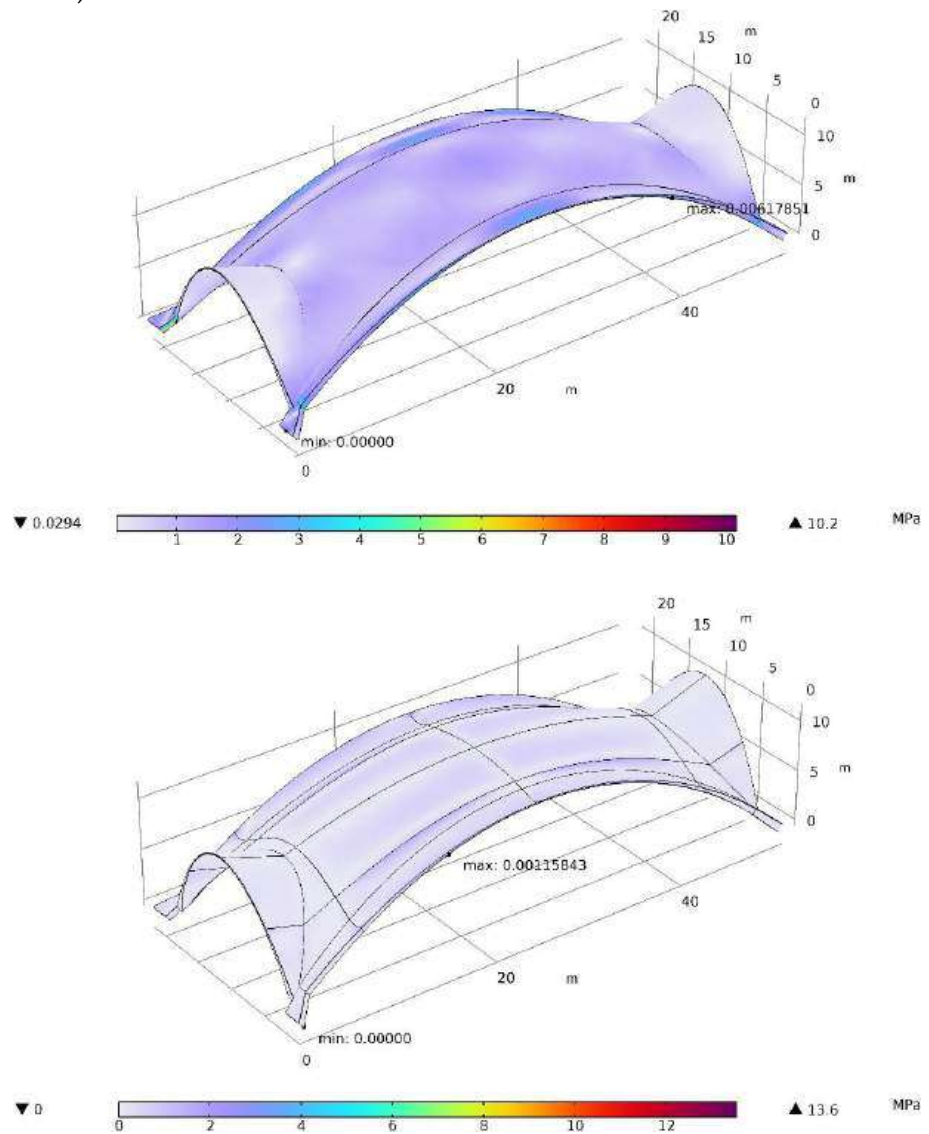 )
20
15 m
10
5
0
10
5 m
max: 0.00617851
0
40
20 m
min: 0.00000
0
▼ 0.0294 ▲ 10.2 MPa
1 2 3 4 5 6 7 8 9 10
20
15 m
10
5
0
10
5 m
0
max: 0.00115843
40
20 m
min: 0.00000
0
▼ 0 ▲ 13.6 MPa
0 2 4 6 8 10 12